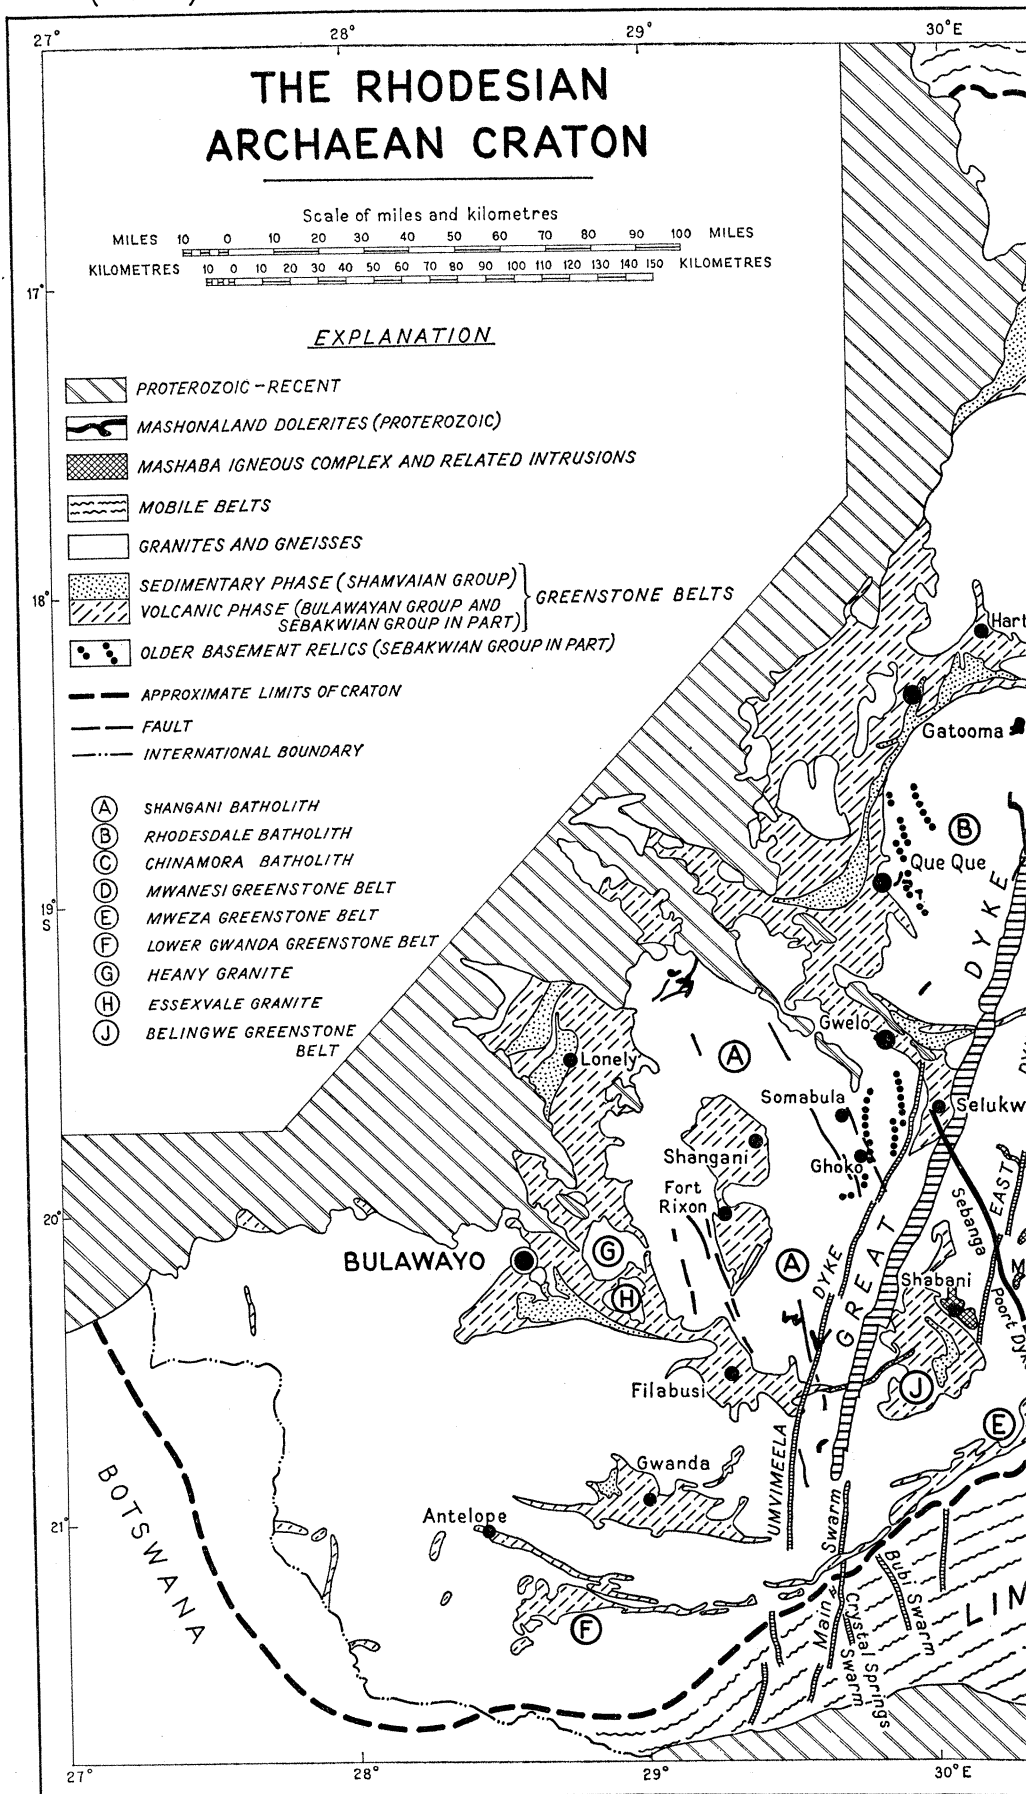 27°
28°
29°
30°E
THE RHODESIAN
ARCHAEAN CRATON
Scale of miles and kilometres
MILES 10 0 10 20 30 40 50 60 70 80 90 100 MILES
KILOMETRES 10 0 10 20 30 40 50 60 70 80 90 100 110 120 130 140 150 KILOMETRES
17°
EXPLANATION
PROTEROZOIC-RECENT
MASHONALAND DOLERITES (PROTEROZOIC)
MASHABA IGNEOUS COMPLEX AND RELATED INTRUSIONS
MOBILE BELTS
GRANITES AND GNEISSES
SEDIMENTARY PHASE (SHAMVAIAN GROUP)
VOLCANIC PHASE (BULAWAYAN GROUP AND
SEBAKWIAN GROUP IN PART)
GREENSTONE BELTS
18°
OLDER BASEMENT RELICS (SEBAKWIAN GROUP IN PART)
APPROXIMATE LIMITS OF CRATON
FAULT
INTERNATIONAL BOUNDARY
A SHANGANI BATHOLITH
B RHODESDALE BATHOLITH
C CHINAMORA BATHOLITH
D MWANESI GREENSTONE BELT
E MWEZA GREENSTONE BELT
F LOWER GWANDA GREENSTONE BELT
G HEANY GRANITE
H ESSEXVALE GRANITE
J BELINGWE GREENSTONE
BELT
19°
S
Hart
Gatooma
B
Que Que
DYKE
Gwelo
A
Lonely
Somabula
Selukw
Shangani
Ghoko
Fort
Rixon
EAST
Sebanga
20°
BULAWAYO
G
A
DYKE
GREAT
M
Shabani
H
Poort Dy
Filabusi
J
E
UMVIMEELA
Gwanda
BOTSWANA
21°
Antelope
Main Swarm
Bubi Swarm
LIM
F
Crystal Springs
Swarm
27°
28°
29°
30°E